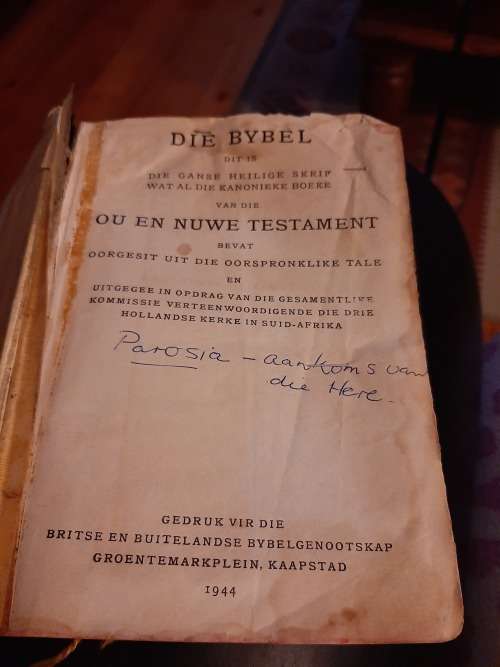 DIE BYBEL
DIT IS
DIE GANSE HEILIGE SKRIF
WAT AL DIE KANONIEKE BOEKE
VAN DIE
OU EN NUWE TESTAMENT
BEVAT
OORGESIT UIT DIE OORSPRONKLIKE TALE
EN
UITGEGEE IN OPDRAG VAN DIE GESAMENTLIKE
KOMMISSIE VERTEENWOORDIGENDE DIE DRIE
HOLLANDSE KERKE IN SUID-AFRIKA
Parosia - aankoms van
die Here.
GEDRUK VIR DIE
BRITSE EN BUITELANDSE BYBELGENOOTSKAP
GROENTEMARKPLEIN, KAAPSTAD
1944